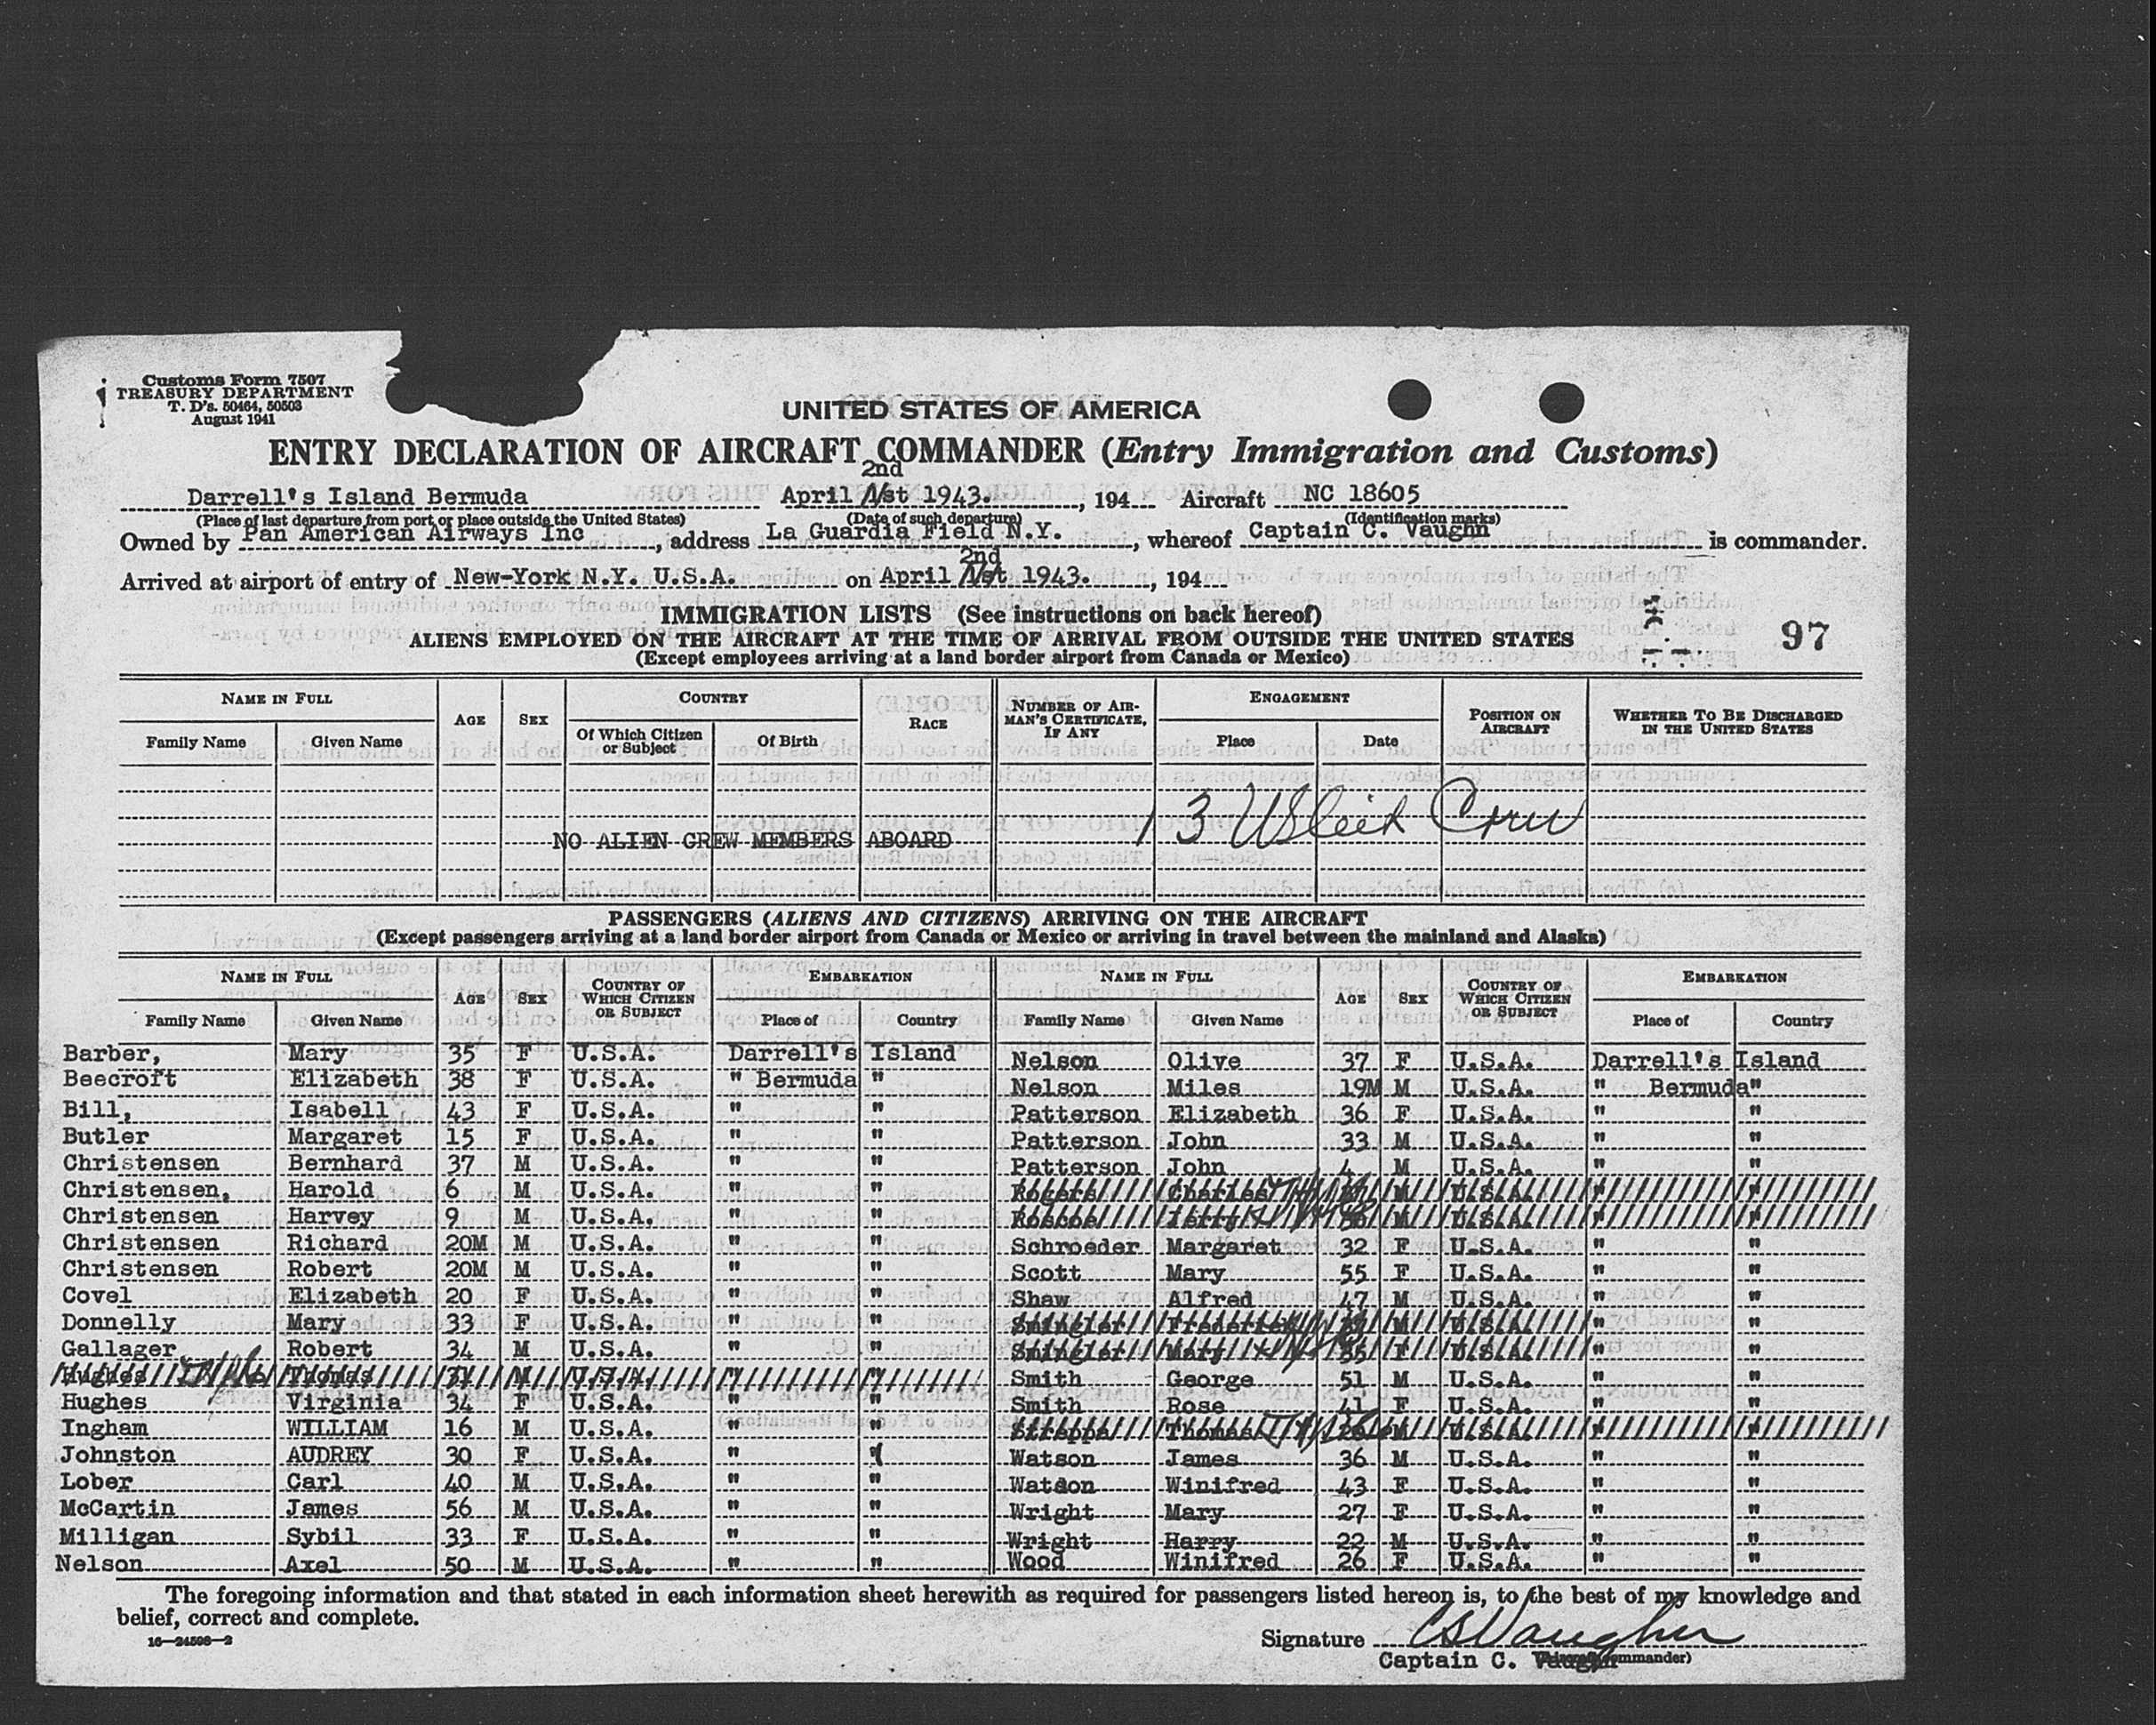 Customs Form 7507
TREASURY DEPARTMENT
T. D's. 50464, 50503
August 1941
UNITED STATES OF AMERICA
ENTRY DECLARATION OF AIRCRAFT COMMANDER (Entry Immigration and Customs)
2nd
Darrell's Island Bermuda April 1st 1943. , 194 Aircraft NC 18605
(Place of last departure from port or place outside the United States) (Date of such departure) (Identification marks)
Owned by Pan American Airways Inc , address La Guardia Field N.Y. , whereof Captain C. Vaughn is commander.
2nd
Arrived at airport of entry of New-York N.Y. U.S.A. on April 1st 1943. , 194
IMMIGRATION LISTS (See instructions on back hereof)
ALIENS EMPLOYED ON THE AIRCRAFT AT THE TIME OF ARRIVAL FROM OUTSIDE THE UNITED STATES
97
(Except employees arriving at a land border airport from Canada or Mexico)
NAME IN FULL AGE SEX COUNTRY RACE NUMBER OF AIRMAN'S CERTIFICATE, IF ANY ENGAGEMENT POSITION ON AIRCRAFT WHETHER TO BE DISCHARGED IN THE UNITED STATES
Family Name Given Name Of Which Citizen or Subject Of Birth Place Date
13 US Crew
NO ALIEN CREW MEMBERS ABOARD
PASSENGERS (ALIENS AND CITIZENS) ARRIVING ON THE AIRCRAFT
(Except passengers arriving at a land border airport from Canada or Mexico or arriving in travel between the mainland and Alaska)
NAME IN FULL AGE SEX COUNTRY OF WHICH CITIZEN OR SUBJECT EMBARKATION NAME IN FULL AGE SEX COUNTRY OF WHICH CITIZEN OR SUBJECT EMBARKATION
Family Name Given Name Place of Country Family Name Given Name Place of Country
Barber, Mary 35 F U.S.A. Darrell's Island Nelson Olive 37 F U.S.A. Darrell's Island
Beecroft Elizabeth 38 F U.S.A. " Bermuda " Nelson Miles 19M M U.S.A. " Bermuda"
Bill, Isabell 43 F U.S.A. " " Patterson Elizabeth 36 F U.S.A. " "
Butler Margaret 15 F U.S.A. " " Patterson John 33 M U.S.A. " "
Christensen Bernhard 37 M U.S.A. " " Patterson John 4 M U.S.A. " "
Christensen, Harold 6 M U.S.A. " " Rogers Charles M U.S.A. " "
Christensen Harvey 9 M U.S.A. " " Roscoe Jerry M U.S.A. " "
Christensen Richard 20M M U.S.A. " " Schroeder Margaret 32 F U.S.A. " "
Christensen Robert 20M M U.S.A. " " Scott Mary 55 F U.S.A. " "
Covel Elizabeth 20 F U.S.A. " " Shaw Alfred 47 M U.S.A. " "
Donnelly Mary 33 F U.S.A. " " Smingler Frederick M U.S.A. " "
Gallager Robert 34 M U.S.A. " " Smingler Mary F U.S.A. " "
Hughes Thomas M U.S.A. " " Smith George 51 M U.S.A. " "
Hughes Virginia 34 F U.S.A. " " Smith Rose 41 F U.S.A. " "
Ingham WILLIAM 16 M U.S.A. " " Thomas M U.S.A. " "
Johnston AUDREY 30 F U.S.A. " " Watson James 36 M U.S.A. " "
Lober Carl 40 M U.S.A. " " Watson Winifred 43 F U.S.A. " "
McCartin James 56 M U.S.A. " " Wright Mary 27 F U.S.A. " "
Milligan Sybil 33 F U.S.A. " " Wright Harry 22 M U.S.A. " "
Nelson Axel 50 M U.S.A. " " Wood Winifred 26 F U.S.A. " "
The foregoing information and that stated in each information sheet herewith as required for passengers listed hereon is, to the best of my knowledge and
belief, correct and complete.
16—24598—2
Signature CS Vaughn
Captain C. Vaughn (Aircraft commander)